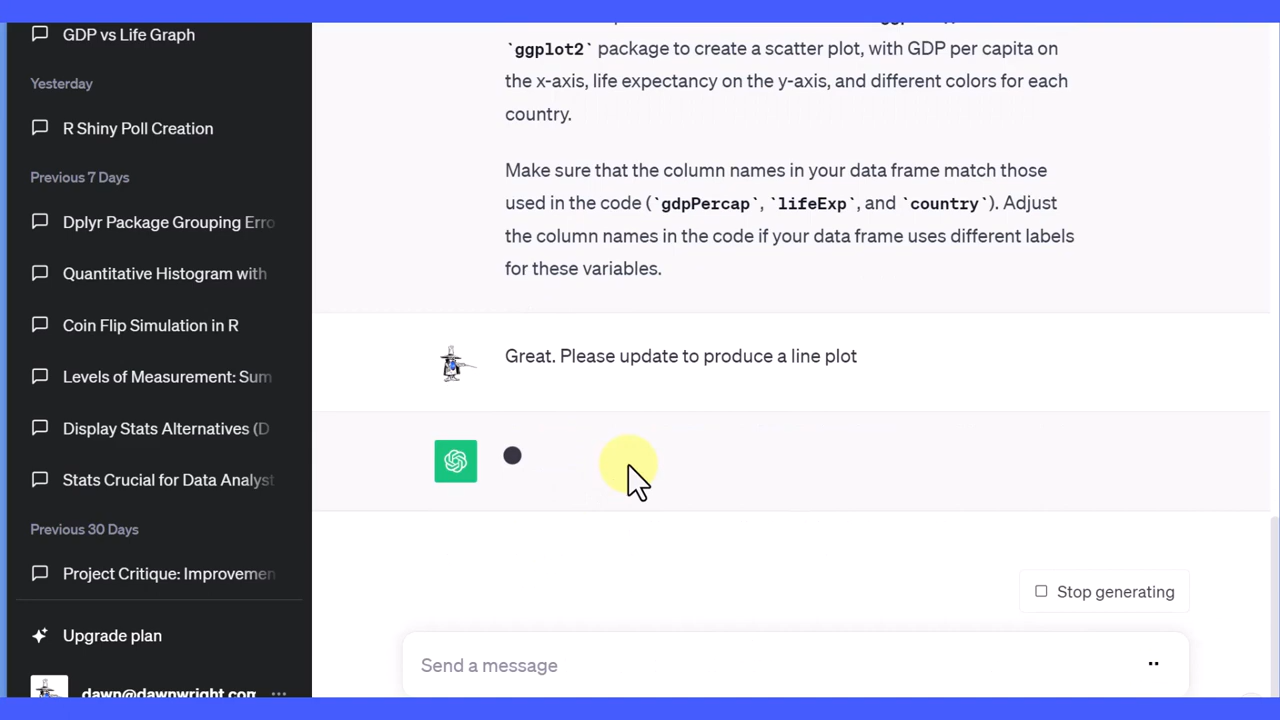 GDP vs Life Graph
Yesterday
R Shiny Poll Creation
Previous 7 Days
Dplyr Package Grouping Erro
Quantitative Histogram with
Coin Flip Simulation in R
Levels of Measurement: Sum
Display Stats Alternatives (D
Stats Crucial for Data Analyst
Previous 30 Days
Project Critique: Improvemen
Upgrade plan
dawn@dawnwright.com
`ggplot2` package to create a scatter plot, with GDP per capita on
the x-axis, life expectancy on the y-axis, and different colors for each
country.
Make sure that the column names in your data frame match those
used in the code (`gdpPercap`, `lifeExp`, and `country`). Adjust
the column names in the code if your data frame uses different labels
for these variables.
Great. Please update to produce a line plot
Stop generating
Send a message